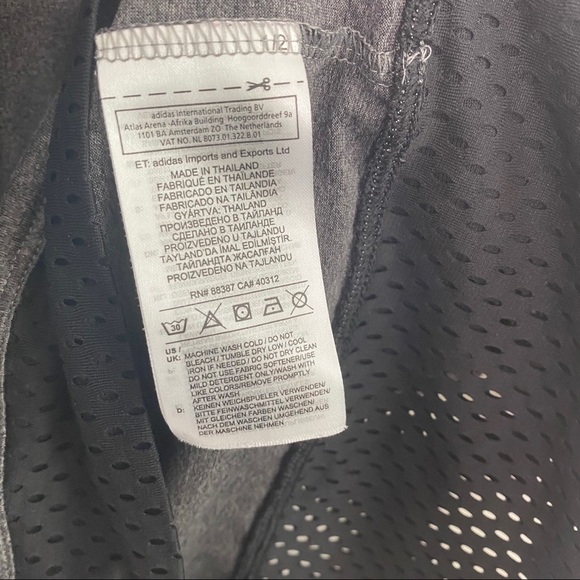 /2
adidas International Trading BV
Atlas Arena -Afrika Building Hoogoorddreef 9a
1101 BA Amsterdam ZO The Netherlands
VAT NO. NL 8073.01.322.B.01
ET: adidas Imports and Exports Ltd
MADE IN THAILAND
FABRIQUÉ EN THAÏLANDE
FABRICADO EN TAILANDIA
FABRICADO NA TAILÂNDIA
GYÁRTVA: THAILAND
ПРОИЗВЕДЕНО В ТАЙЛАНД
СДЕЛАНО В ТАИЛАНДЕ
PROIZVEDENO U TAJLANDU
TAYLAND'DA İMAL EDİLMİŞTİR.
ТАЙЛАНДТА ЖАСАЛҒАН
PROIZVEDENO NA TAJLANDU
RN# 88387 CA# 40312
30
US / UK: MACHINE WASH COLD / DO NOT
BLEACH / TUMBLE DRY LOW / COOL
IRON IF NEEDED / DO NOT DRY CLEAN
DO NOT USE FABRIC SOFTENER/USE
MILD DETERGENT ONLY/WASH WITH
LIKE COLORS/REMOVE PROMPTLY
AFTER WASH
D: KEINEN WEICHSPUELER VERWENDEN/
BITTE FEINWASCHMITTEL VERWENDEN/
MIT GLEICHEN FARBEN WASCHEN/
NACH DEM WASCHEN UMGEHEND AUS
DER MASCHINE NEHMEN